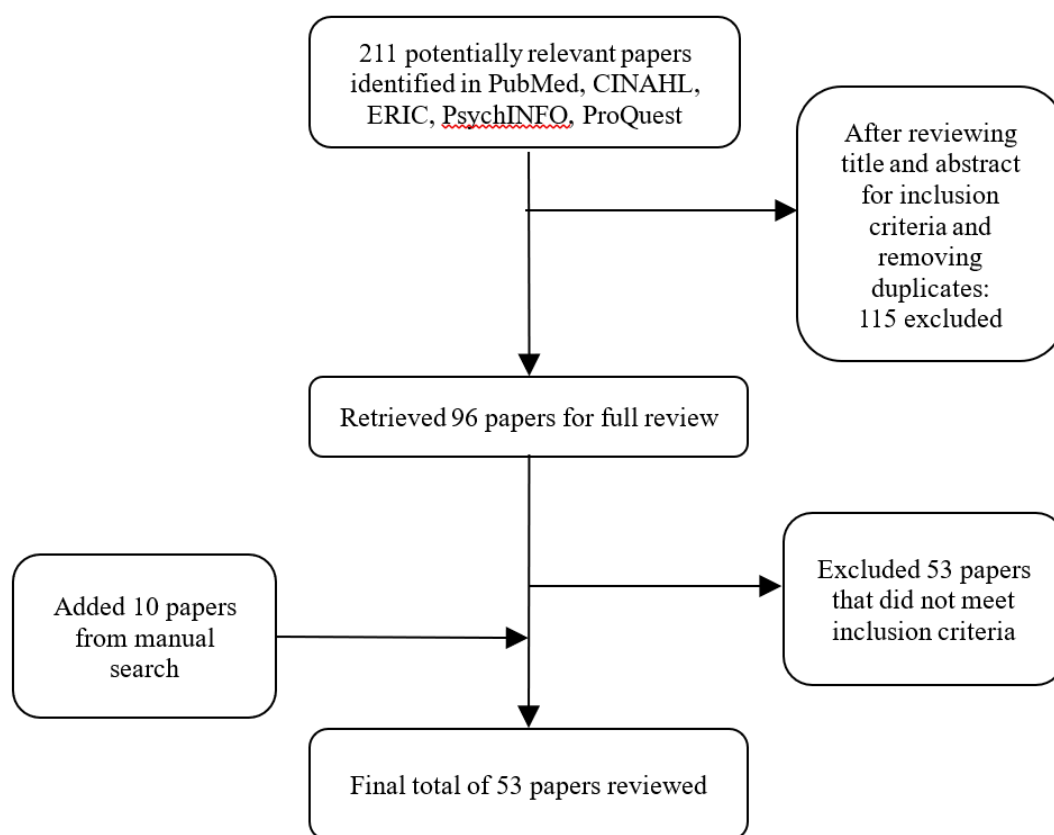 211 potentially relevant papers
identified in PubMed, CINAHL,
ERIC, PsychINFO, ProQuest
After reviewing
title and abstract
for inclusion
criteria and
removing
duplicates:
115 excluded
Retrieved 96 papers for full review
Excluded 53 papers
that did not meet
inclusion criteria
Added 10 papers
from manual
search
Final total of 53 papers reviewed